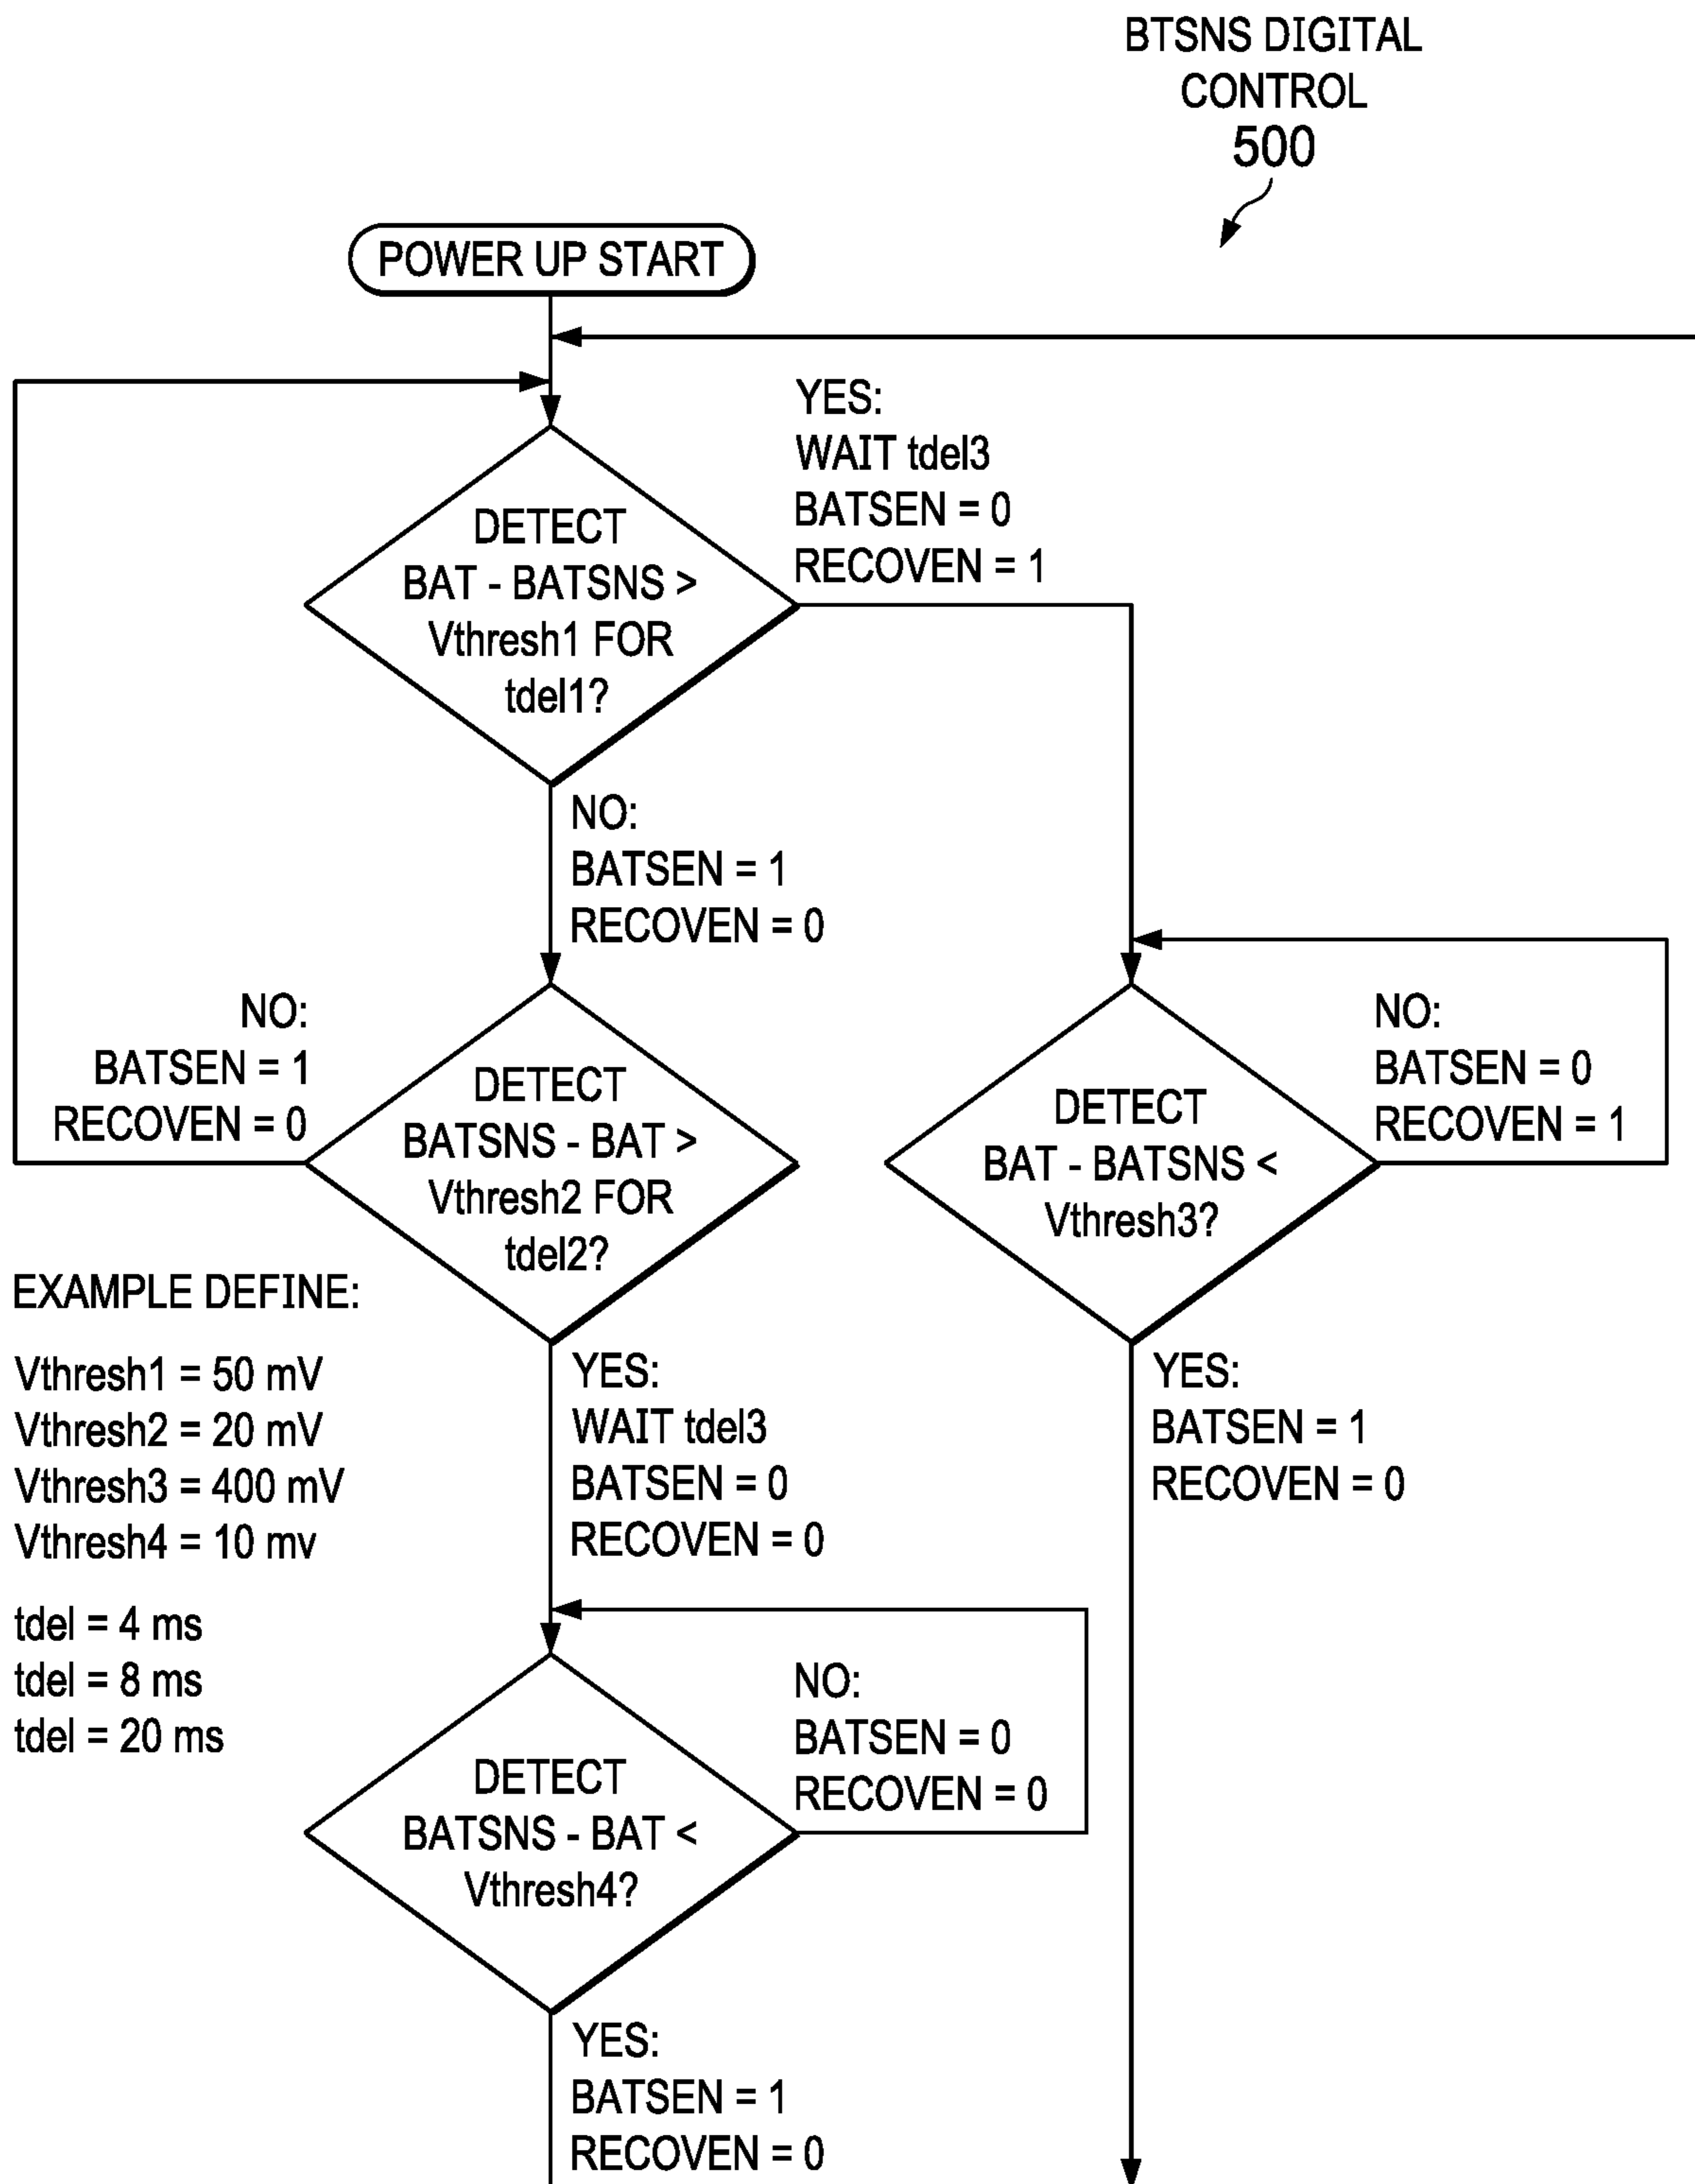 BTSNS DIGITAL
CONTROL
500
POWER UP START
YES:
WAIT tdel3
BATSEN = 0
RECOVEN = 1
DETECT
BAT - BATSNS >
Vthresh1 FOR
tdel1?
NO:
BATSEN = 1
RECOVEN = 0
NO:
BATSEN = 1
RECOVEN = 0
DETECT
BATSNS - BAT >
Vthresh2 FOR
tdel2?
DETECT
BAT - BATSNS <
Vthresh3?
NO:
BATSEN = 0
RECOVEN = 1
EXAMPLE DEFINE:
Vthresh1 = 50 mV
Vthresh2 = 20 mV
Vthresh3 = 400 mV
Vthresh4 = 10 mv
tdel = 4 ms
tdel = 8 ms
tdel = 20 ms
YES:
WAIT tdel3
BATSEN = 0
RECOVEN = 0
YES:
BATSEN = 1
RECOVEN = 0
DETECT
BATSNS - BAT <
Vthresh4?
NO:
BATSEN = 0
RECOVEN = 0
YES:
BATSEN = 1
RECOVEN = 0